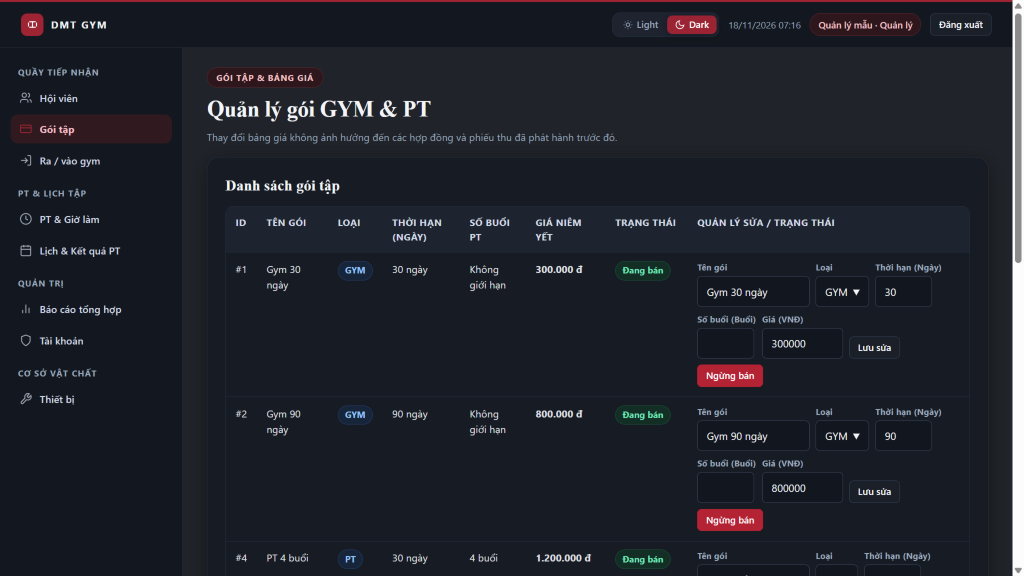 DMT GYM
Light
Dark
18/11/2026 07:16
Quản lý mẫu · Quản lý
Đăng xuất
QUẦY TIẾP NHẬN
Hội viên
Gói tập
Ra / vào gym
PT & LỊCH TẬP
PT & Giờ làm
Lịch & Kết quả PT
QUẢN TRỊ
Báo cáo tổng hợp
Tài khoản
CƠ SỞ VẬT CHẤT
Thiết bị
GÓI TẬP & BẢNG GIÁ
Quản lý gói GYM & PT
Thay đổi bảng giá không ảnh hưởng đến các hợp đồng và phiếu thu đã phát hành trước đó.
Danh sách gói tập
ID TÊN GÓI LOẠI THỜI HẠN (NGÀY) SỐ BUỔI PT GIÁ NIÊM YẾT TRẠNG THÁI QUẢN LÝ SỬA / TRẠNG THÁI
#1 Gym 30 ngày GYM 30 ngày Không giới hạn 300.000 đ Đang bán
Tên gói Loại Thời hạn (Ngày)
Gym 30 ngày GYM ▼ 30
Số buổi (Buổi) Giá (VNĐ)
300000 Lưu sửa
Ngừng bán
#2 Gym 90 ngày GYM 90 ngày Không giới hạn 800.000 đ Đang bán
Tên gói Loại Thời hạn (Ngày)
Gym 90 ngày GYM ▼ 90
Số buổi (Buổi) Giá (VNĐ)
800000 Lưu sửa
Ngừng bán
#4 PT 4 buổi PT 30 ngày 4 buổi 1.200.000 đ Đang bán
Tên gói Loại Thời hạn (Ngày)